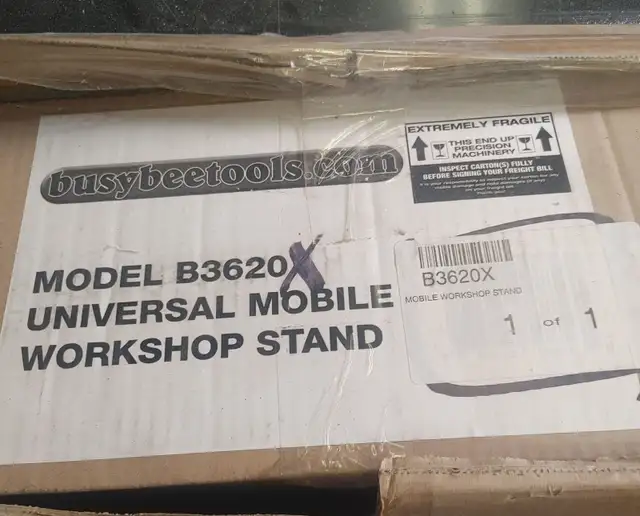 busybeetools.com
EXTREMELY FRAGILE
THIS END UP
PRECISION
MACHINERY
INSPECT CARTON(S) FULLY
BEFORE SIGNING YOUR FREIGHT BILL
MODEL B3620X
UNIVERSAL MOBILE
WORKSHOP STAND
B3620X
MOBILE WORKSHOP STAND
1 of 1